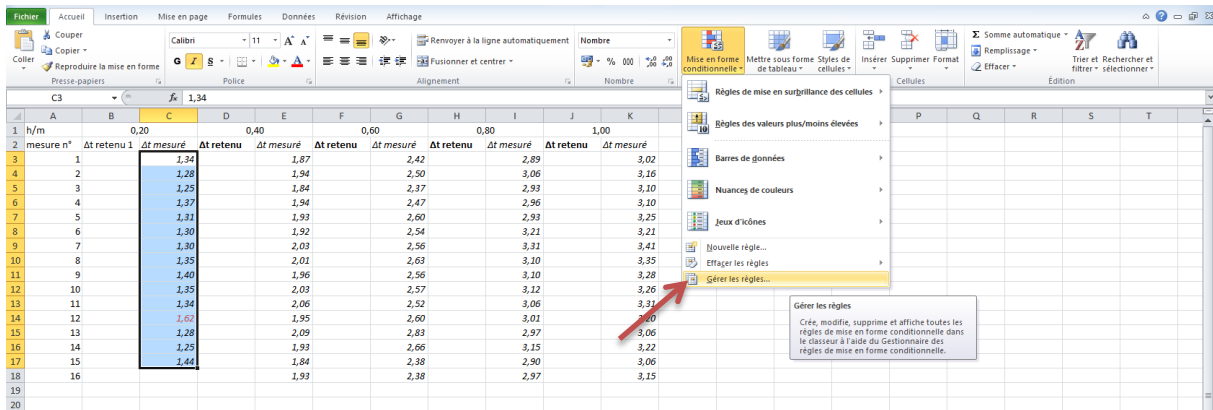 Fichier Accueil Insertion Mise en page Formules Données Révision Affichage
Coller
Couper
Copier
Reproduire la mise en forme
Presse-papiers
Calibri 11 A A
G I S A
Police
Renvoyer à la ligne automatiquement
Fusionner et centrer
Alignement
Nombre
% 000 ,00 ,00
Nombre
Mise en forme conditionnelle
Mettre sous forme de tableau
Styles de cellules
Insérer Supprimer Format
Cellules
Σ Somme automatique
Remplissage
Effacer
Trier et filtrer
Rechercher et sélectionner
Édition
C3 fx 1,34
A B C D E F G H I J K P Q R S T
1 h/m 0,20 0,40 0,60 0,80 1,00
2 mesure n° Δt retenu 1 Δt mesuré Δt retenu Δt mesuré Δt retenu Δt mesuré Δt retenu Δt mesuré Δt retenu Δt mesuré
3 1 1,34 1,87 2,42 2,89 3,02
4 2 1,28 1,94 2,50 3,06 3,16
5 3 1,25 1,84 2,37 2,93 3,10
6 4 1,37 1,94 2,47 2,96 3,10
7 5 1,31 1,93 2,60 2,93 3,25
8 6 1,30 1,92 2,54 3,21 3,21
9 7 1,30 2,03 2,56 3,31 3,41
10 8 1,35 2,01 2,63 3,10 3,35
11 9 1,40 1,96 2,56 3,10 3,28
12 10 1,35 2,03 2,57 3,12 3,26
13 11 1,34 2,06 2,52 3,06 3,31
14 12 1,62 1,95 2,60 3,01 3,20
15 13 1,28 2,09 2,83 2,97 3,06
16 14 1,25 1,93 2,66 3,15 3,22
17 15 1,44 1,84 2,38 2,90 3,06
18 16 1,93 2,38 2,97 3,15
19
20
Règles de mise en surbrillance des cellules
Règles des valeurs plus/moins élevées
Barres de données
Nuances de couleurs
Jeux d'icônes
Nouvelle règle...
Effacer les règles
Gérer les règles...
Gérer les règles
Crée, modifie, supprime et affiche toutes les
règles de mise en forme conditionnelle dans
le classeur à l'aide du Gestionnaire des
règles de mise en forme conditionnelle.